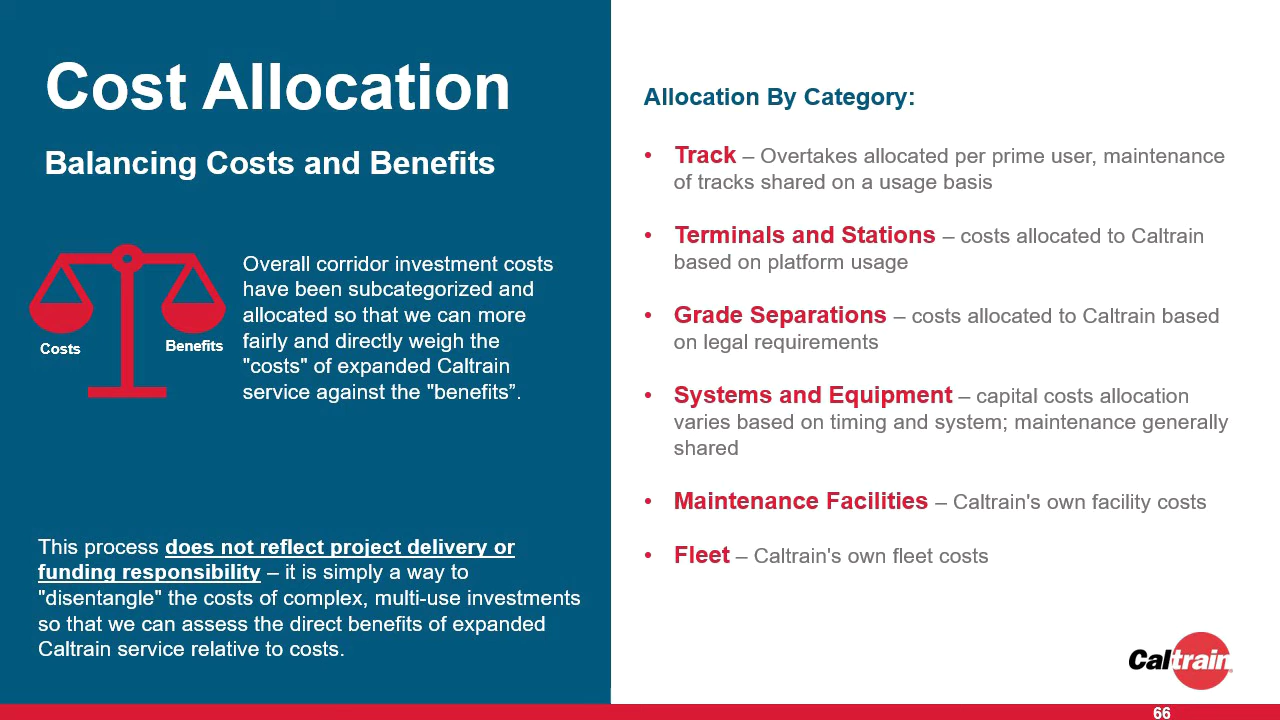 Cost Allocation
Balancing Costs and Benefits
Costs
Benefits
Overall corridor investment costs
have been subcategorized and
allocated so that we can more
fairly and directly weigh the
"costs" of expanded Caltrain
service against the "benefits”.
This process does not reflect project delivery or
funding responsibility – it is simply a way to
"disentangle" the costs of complex, multi-use investments
so that we can assess the direct benefits of expanded
Caltrain service relative to costs.
Allocation By Category:
• Track – Overtakes allocated per prime user, maintenance
of tracks shared on a usage basis
• Terminals and Stations – costs allocated to Caltrain
based on platform usage
• Grade Separations – costs allocated to Caltrain based
on legal requirements
• Systems and Equipment – capital costs allocation
varies based on timing and system; maintenance generally
shared
• Maintenance Facilities – Caltrain's own facility costs
• Fleet – Caltrain's own fleet costs
Caltrain®
66